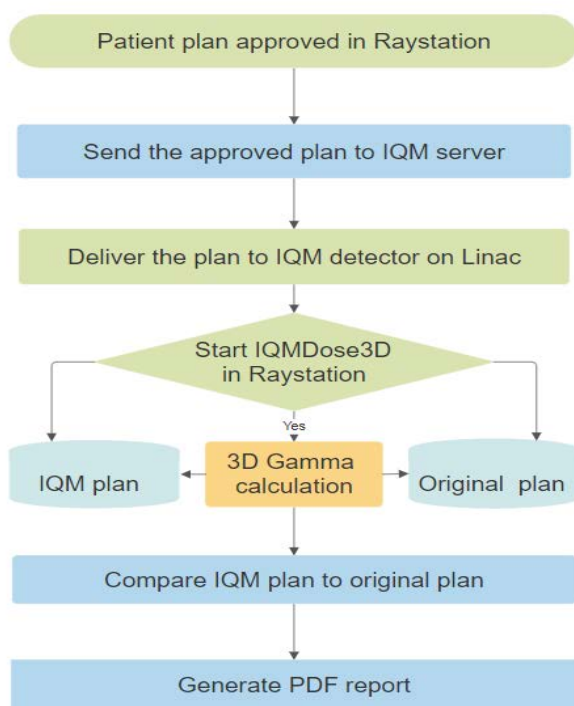 Patient plan approved in Raystation
Send the approved plan to IQM server
Deliver the plan to IQM detector on Linac
Start IQMDose3D
in Raystation
Yes
IQM plan
3D Gamma
calculation
Original plan
Compare IQM plan to original plan
Generate PDF report